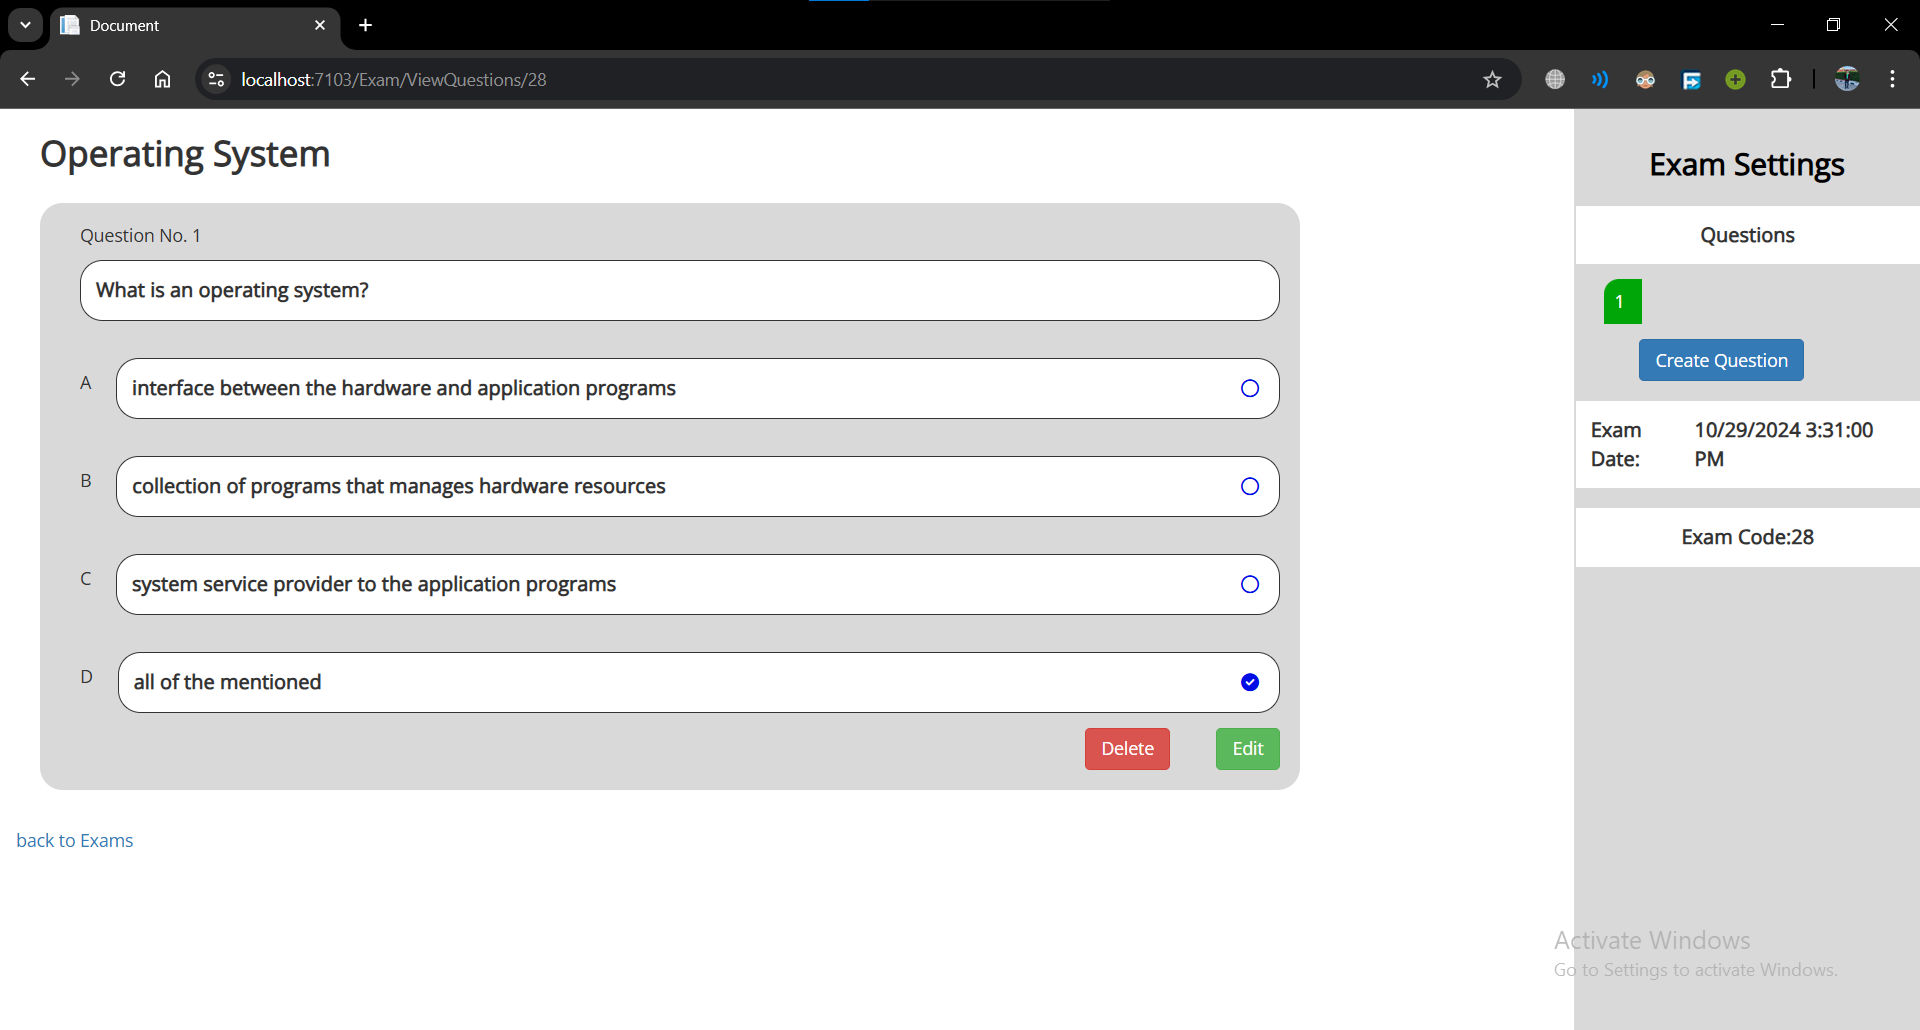 Document
localhost:7103/Exam/ViewQuestions/28
Operating System
Question No. 1
What is an operating system?
A
interface between the hardware and application programs
B
collection of programs that manages hardware resources
C
system service provider to the application programs
D
all of the mentioned
Delete
Edit
back to Exams
Exam Settings
Questions
1
Create Question
Exam Date:
10/29/2024 3:31:00 PM
Exam Code:28
Activate Windows
Go to Settings to activate Windows.